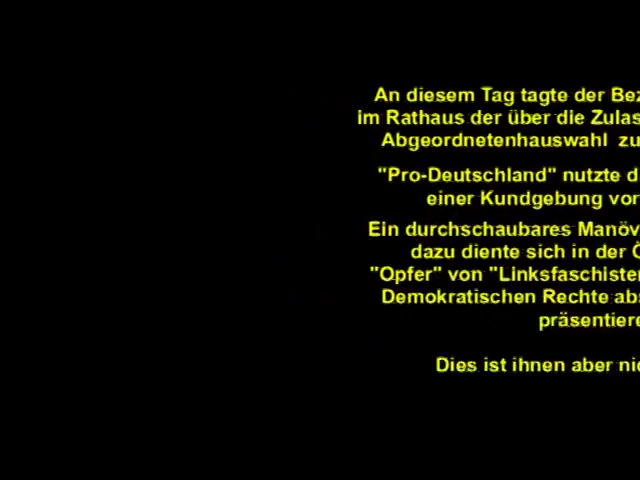 An diesem Tag tagte der Bez
im Rathaus der über die Zulas
Abgeordnetenhauswahl zu
"Pro-Deutschland" nutzte d
einer Kundgebung vor
Ein durchschaubares Manöv
dazu diente sich in der Ö
"Opfer" von "Linksfaschisten
Demokratischen Rechte abs
präsentiere
Dies ist ihnen aber nic